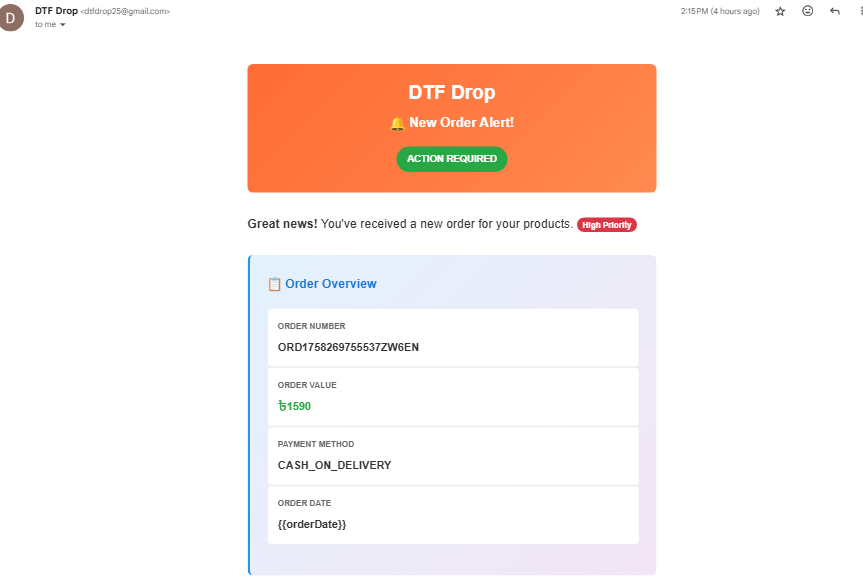 D
DTF Drop <dtfdrop25@gmail.com>
2:15 PM (4 hours ago)
to me
DTF Drop
🔔 New Order Alert!
ACTION REQUIRED
Great news! You've received a new order for your products. High Priority
📋 Order Overview
ORDER NUMBER
ORD1758269755537ZW6EN
ORDER VALUE
৳1590
PAYMENT METHOD
CASH_ON_DELIVERY
ORDER DATE
{{orderDate}}